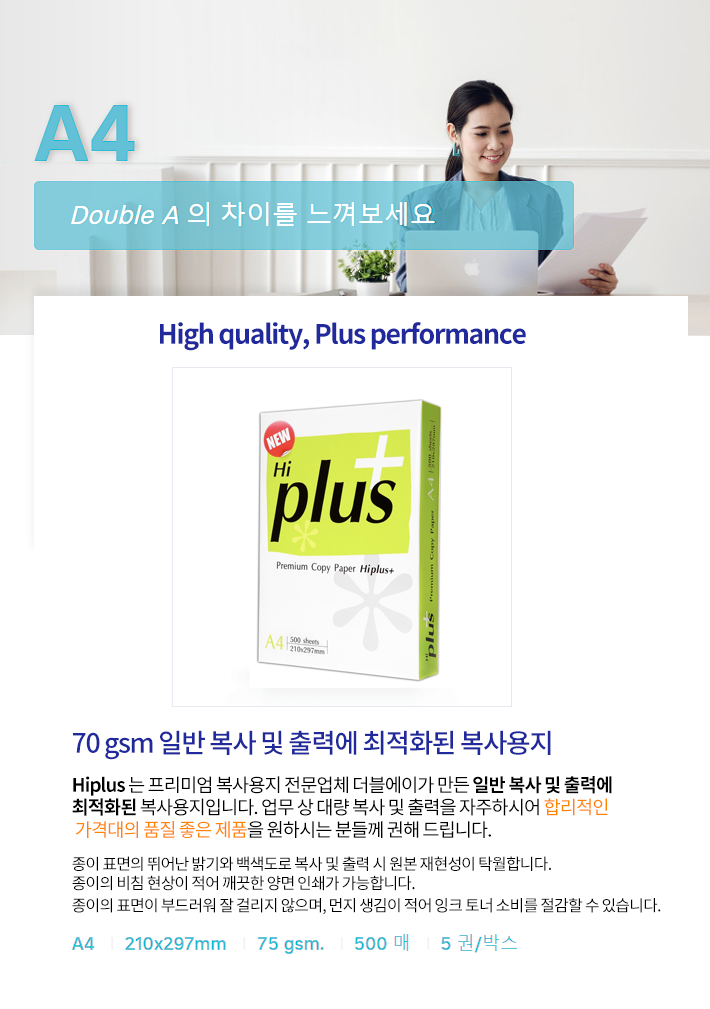 A4
Double A 의 차이를 느껴보세요
High quality, Plus performance
NEW
Hi
plus+
Premium Copy Paper Hiplus+
A4 500 sheets
210x297mm
A4 500 sheets
210x297mm
Premium Copy Paper
Hi plus+
70 gsm 일반 복사 및 출력에 최적화된 복사용지
Hiplus 는 프리미엄 복사용지 전문업체 더블에이가 만든 일반 복사 및 출력에
최적화된 복사용지입니다. 업무 상 대량 복사 및 출력을 자주하시어 합리적인
가격대의 품질 좋은 제품을 원하시는 분들께 권해 드립니다.
종이 표면의 뛰어난 밝기와 백색도로 복사 및 출력 시 원본 재현성이 탁월합니다.
종이의 비침 현상이 적어 깨끗한 양면 인쇄가 가능합니다.
종이의 표면이 부드러워 잘 걸리지 않으며, 먼지 생김이 적어 잉크 토너 소비를 절감할 수 있습니다.
A4 | 210x297mm | 75 gsm. | 500 매 | 5 권/박스